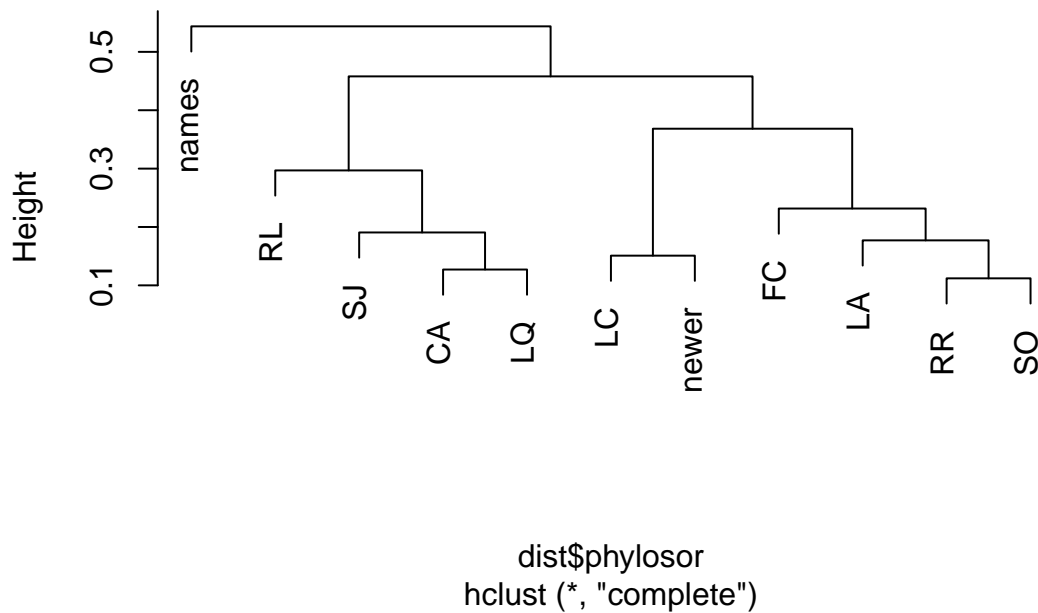 Height
0.5
0.3
0.1
names
RL
SJ
CA
LQ
LC
newer
FC
LA
RR
SO
dist$phylosor
hclust (*, "complete")